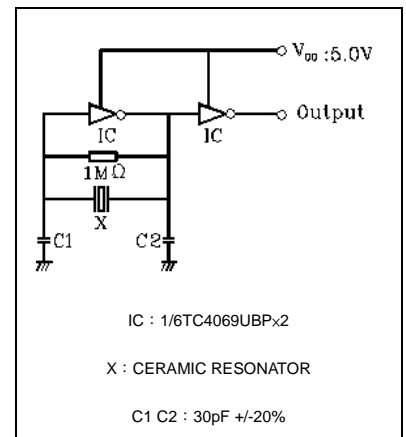 V₀₀ :5.0V
Output
IC
IC
1MΩ
X
C1
C2
IC：1/6TC4069UBPx2
X：CERAMIC RESONATOR
C1 C2：30pF +/-20%